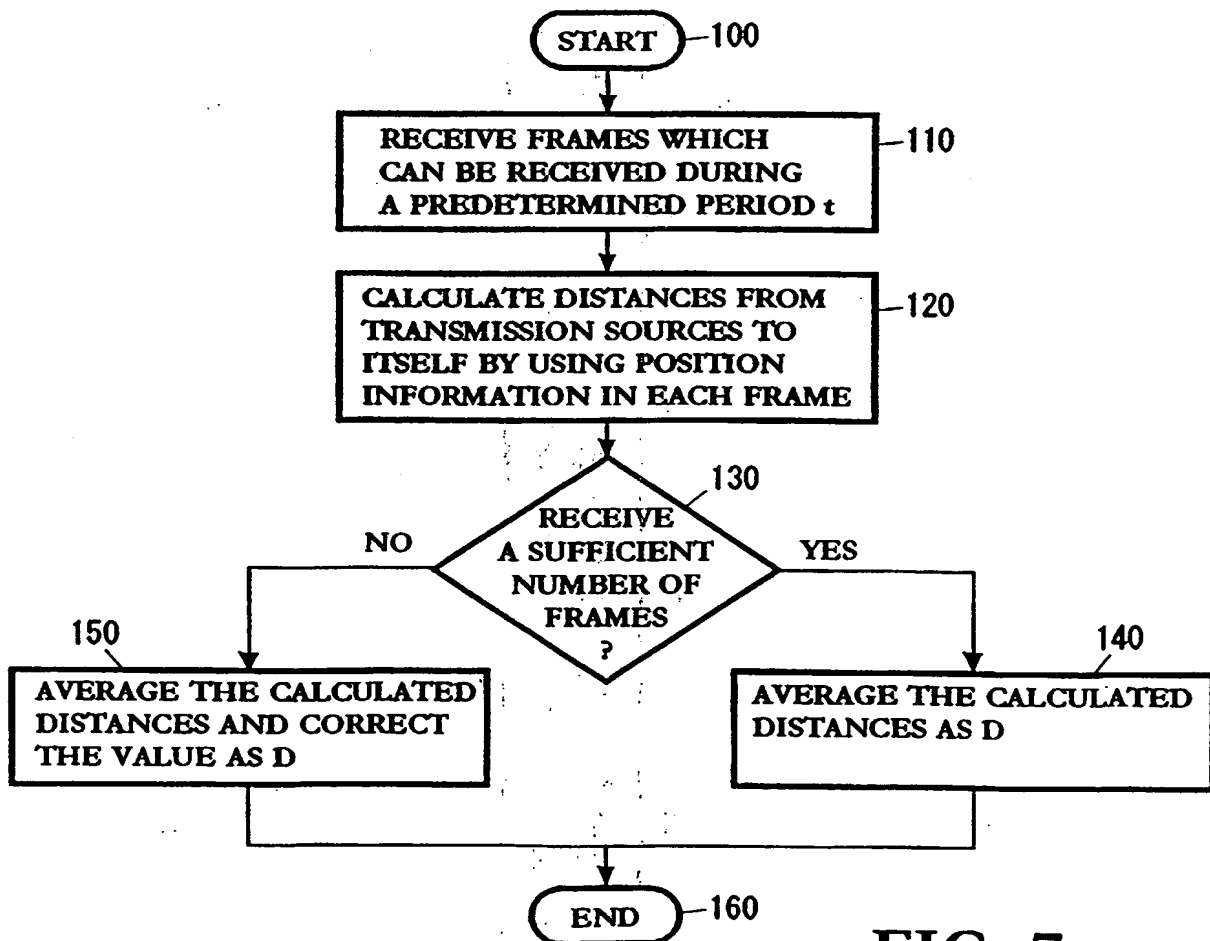 START
100
RECEIVE FRAMES WHICH
CAN BE RECEIVED DURING
A PREDETERMINED PERIOD t
110
CALCULATE DISTANCES FROM
TRANSMISSION SOURCES TO
ITSELF BY USING POSITION
INFORMATION IN EACH FRAME
120
130
RECEIVE
A SUFFICIENT
NUMBER OF
FRAMES
?
NO
YES
150
AVERAGE THE CALCULATED
DISTANCES AND CORRECT
THE VALUE AS D
140
AVERAGE THE CALCULATED
DISTANCES AS D
END
160
FIG. 7